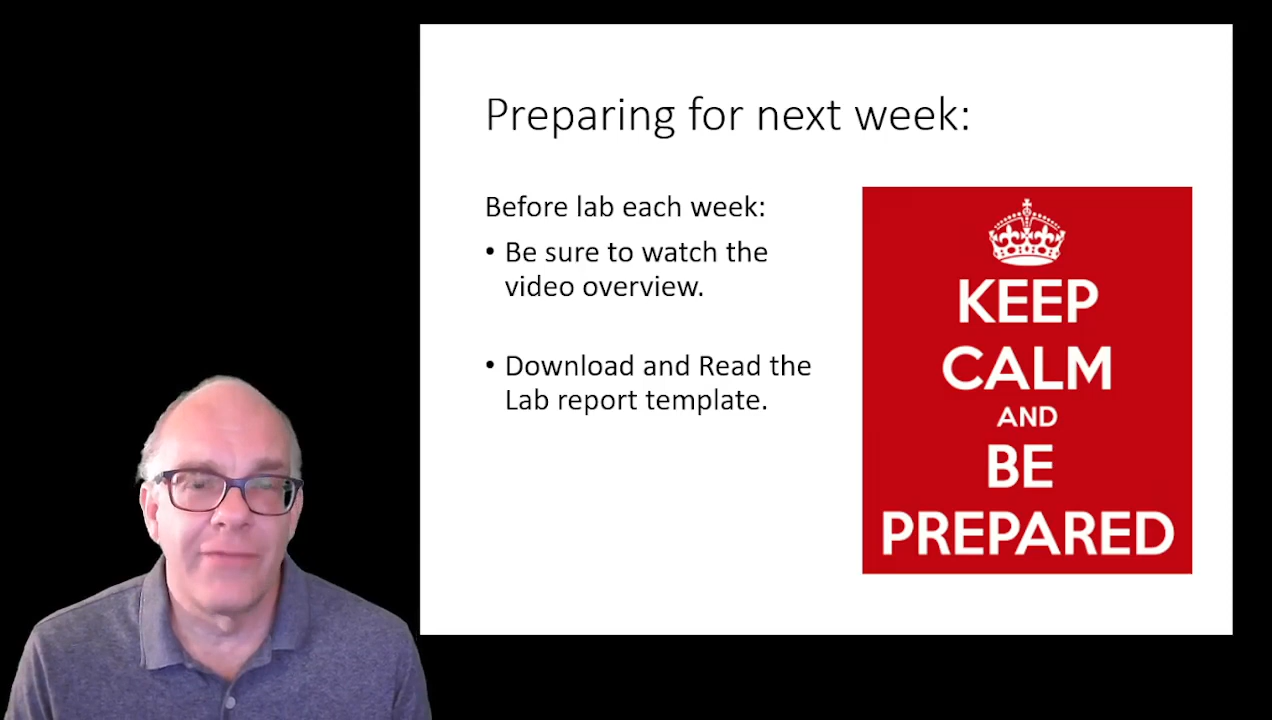 Preparing for next week:
Before lab each week:
• Be sure to watch the
video overview.
• Download and Read the
Lab report template.
KEEP
CALM
AND
BE
PREPARED